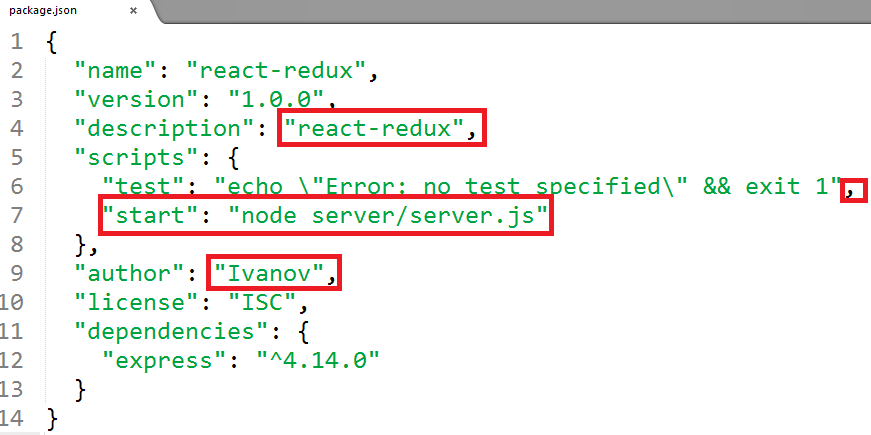 package.json ×
1 {
2   "name": "react-redux",
3   "version": "1.0.0",
4   "description": "react-redux",
5   "scripts": {
6     "test": "echo \"Error: no test specified\" && exit 1",
7     "start": "node server/server.js"
8   },
9   "author": "Ivanov",
10   "license": "ISC",
11   "dependencies": {
12     "express": "^4.14.0"
13   }
14 }